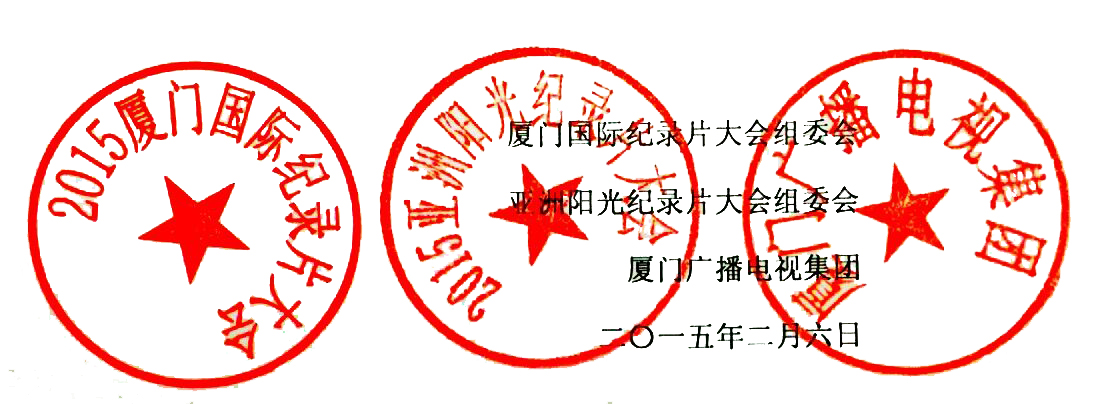 2015厦门国际纪录片大会
2015亚洲阳光纪录片大会
厦门广播电视集团
厦门国际纪录片大会组委会
亚洲阳光纪录片大会组委会
厦门广播电视集团
二〇一五年二月六日